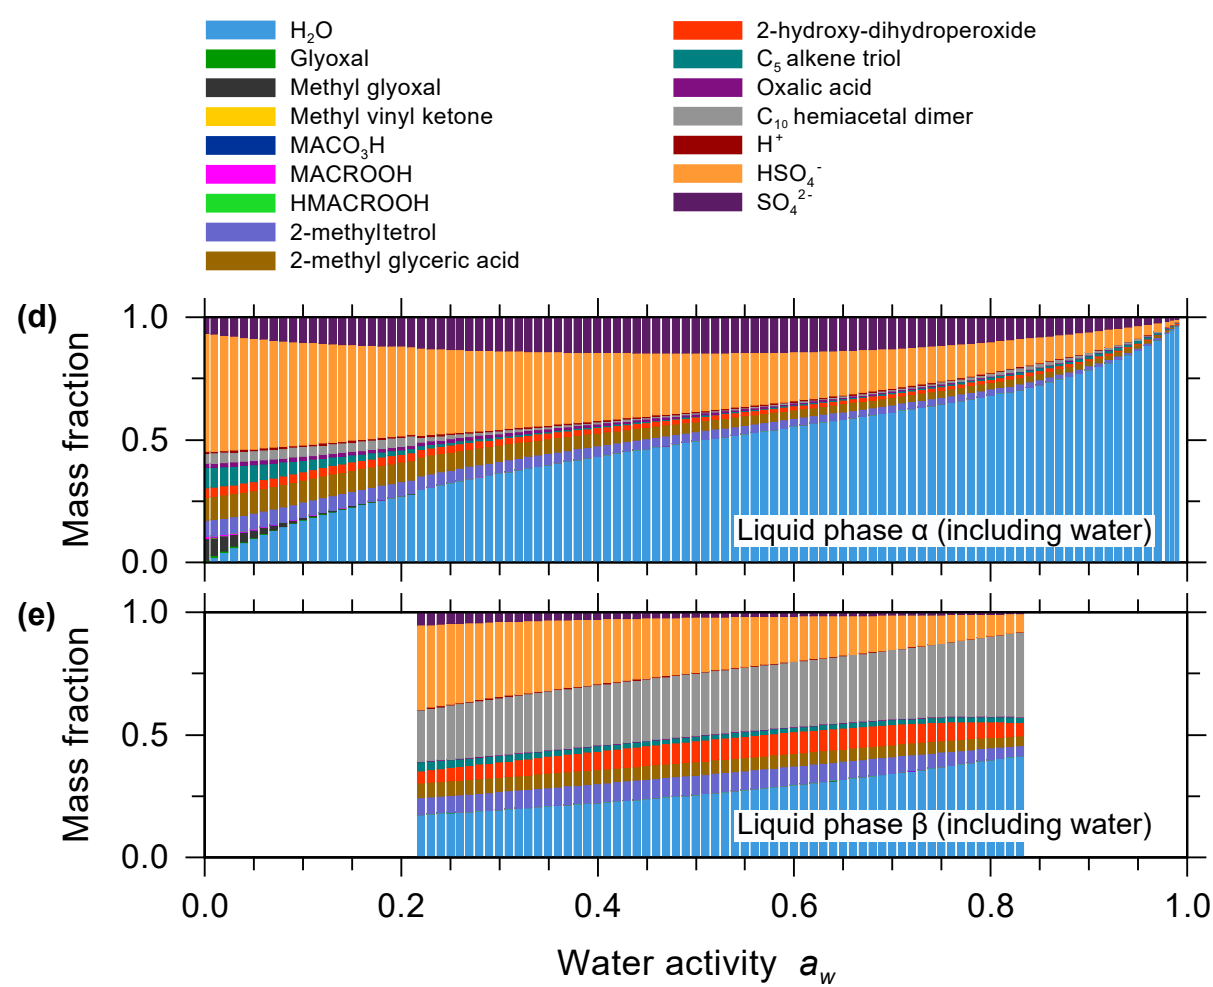 H₂O
Glyoxal
Methyl glyoxal
Methyl vinyl ketone
MACO₃H
MACROOH
HMACROOH
2-methyltetrol
2-methyl glyceric acid
2-hydroxy-dihydroperoxide
C₅ alkene triol
Oxalic acid
C₁₀ hemiacetal dimer
H⁺
HSO₄⁻
SO₄²⁻
(d)
Mass fraction
1.0
0.5
0.0
Liquid phase α (including water)
(e)
Mass fraction
1.0
0.5
0.0
Liquid phase β (including water)
0.0 0.2 0.4 0.6 0.8 1.0
Water activity a_w